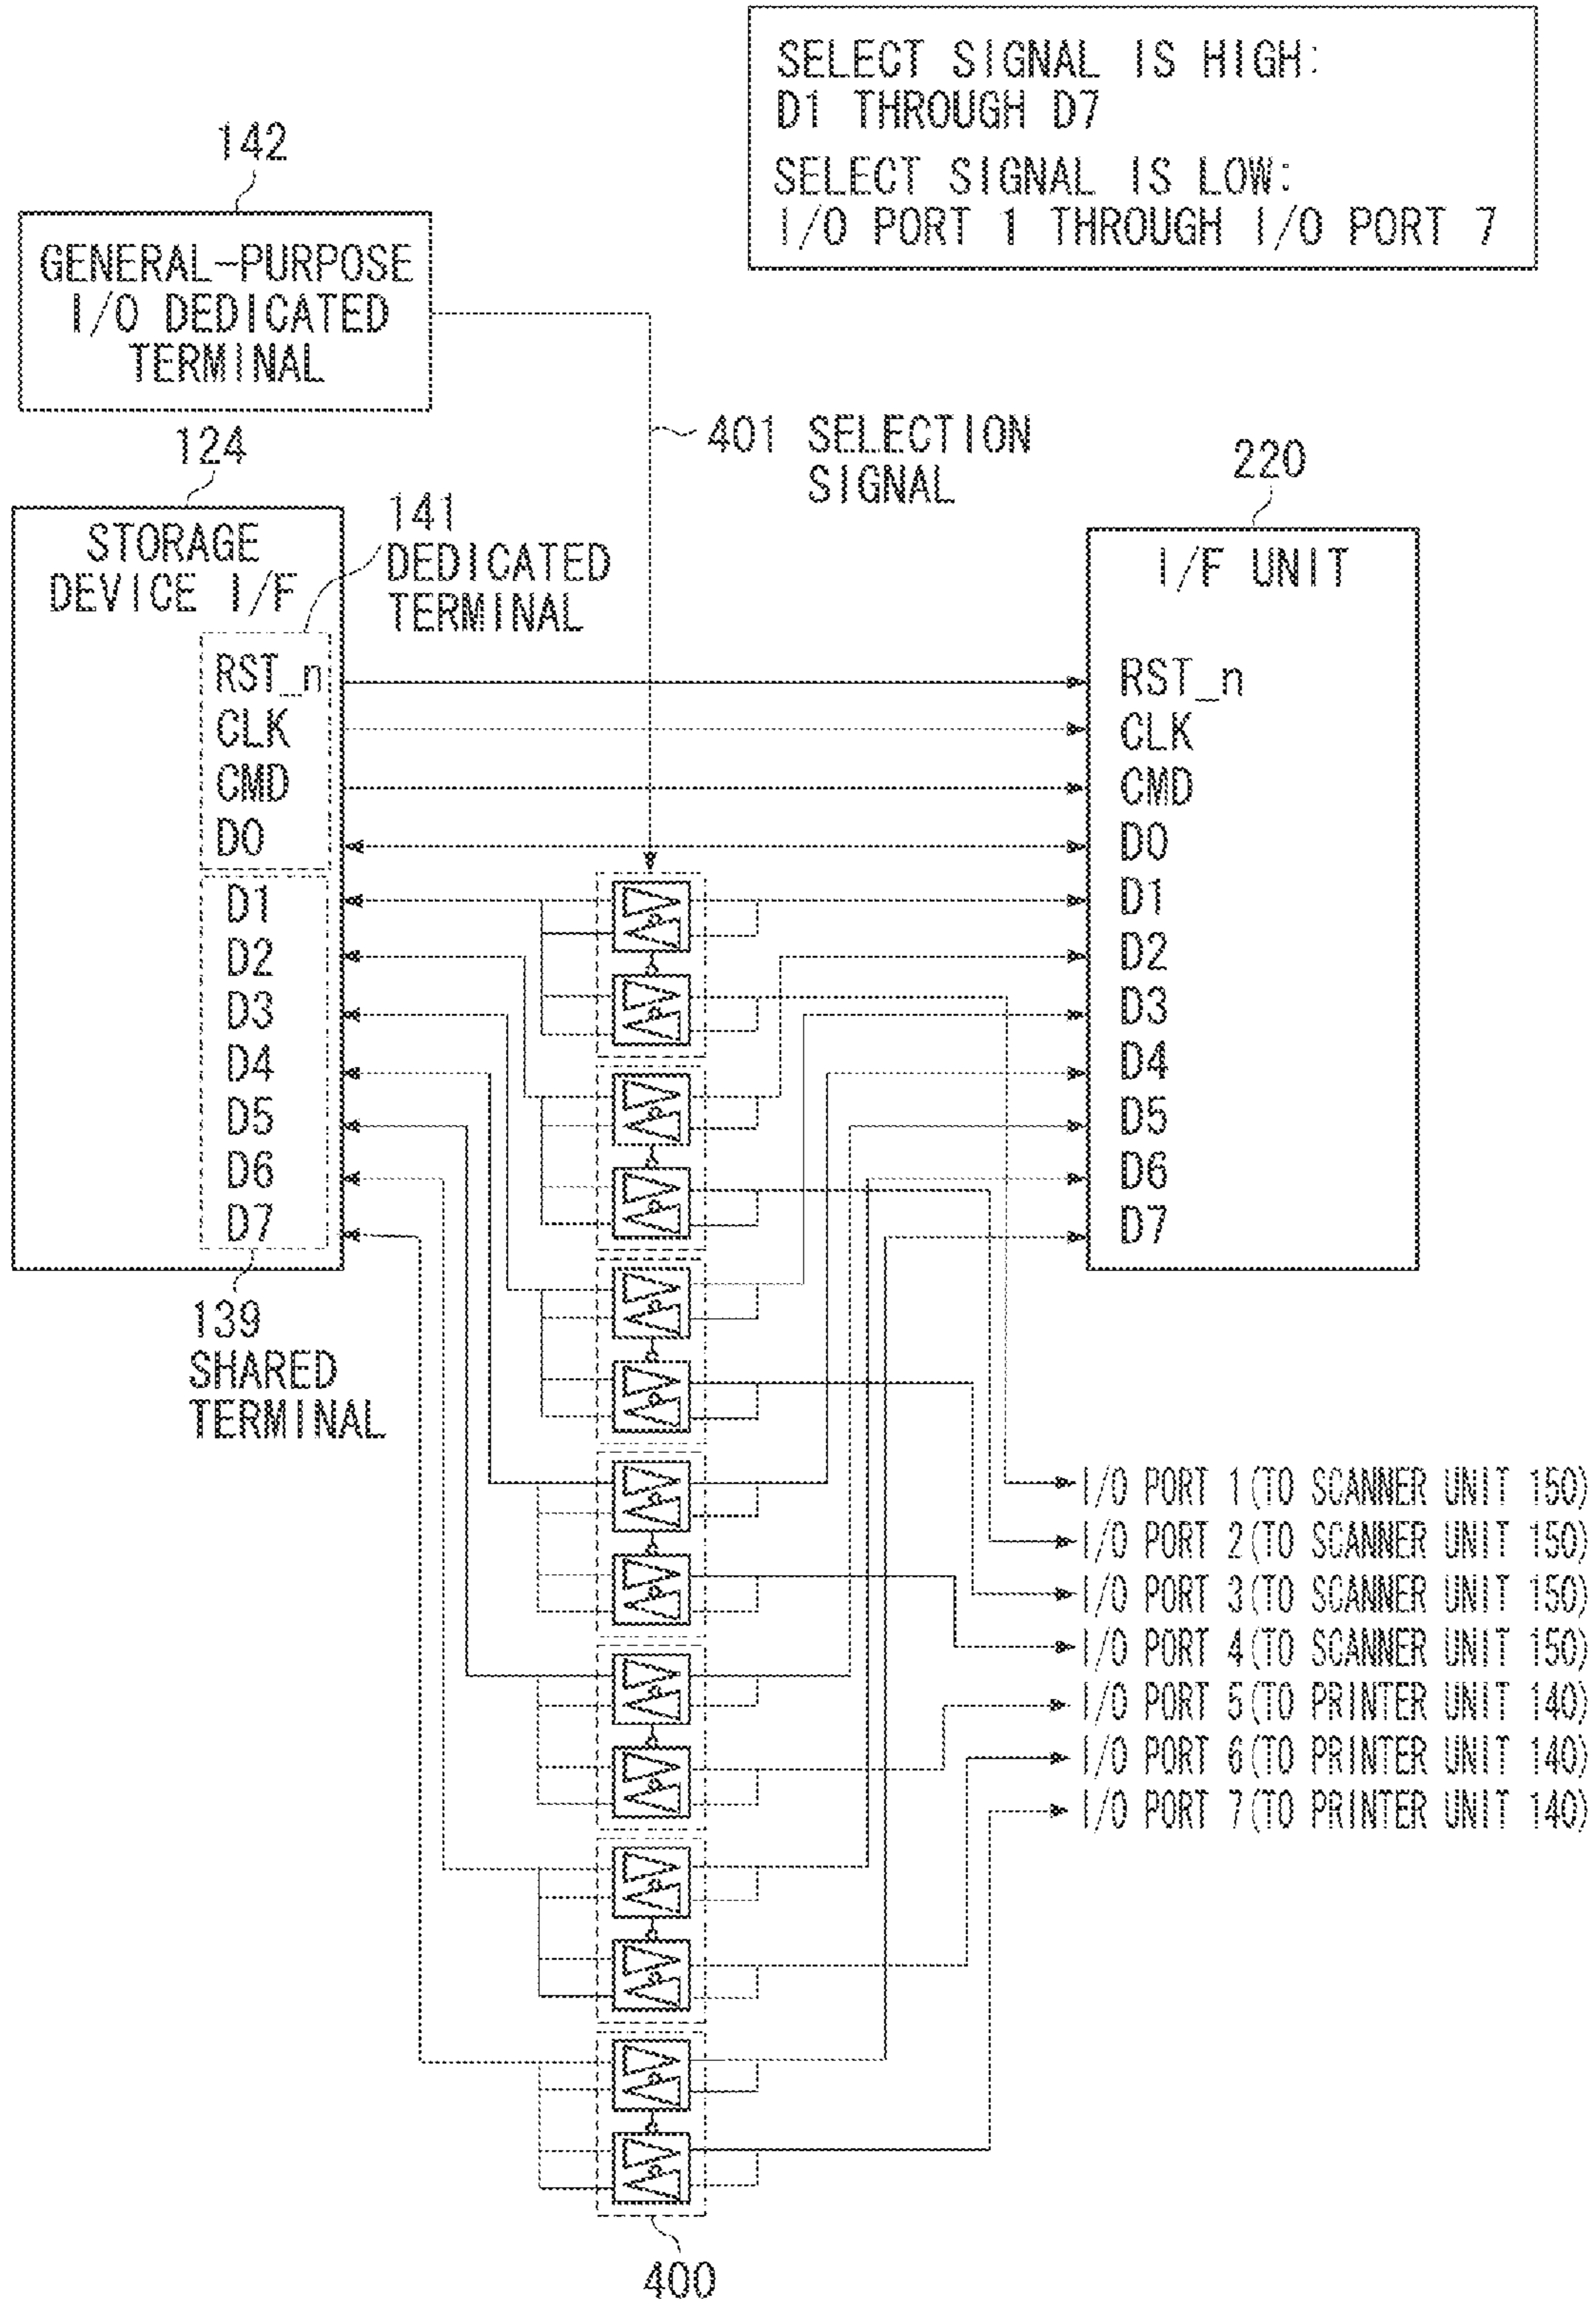 SELECT SIGNAL IS HIGH:
D1 THROUGH D7
SELECT SIGNAL IS LOW:
I/O PORT 1 THROUGH I/O PORT 7
142
GENERAL-PURPOSE
I/O DEDICATED
TERMINAL
401 SELECTION
SIGNAL
124
STORAGE
DEVICE I/F
141
DEDICATED
TERMINAL
RST_n
CLK
CMD
D0
D1
D2
D3
D4
D5
D6
D7
139
SHARED
TERMINAL
220
I/F UNIT
RST_n
CLK
CMD
D0
D1
D2
D3
D4
D5
D6
D7
I/O PORT 1(TO SCANNER UNIT 150)
I/O PORT 2(TO SCANNER UNIT 150)
I/O PORT 3(TO SCANNER UNIT 150)
I/O PORT 4(TO SCANNER UNIT 150)
I/O PORT 5(TO PRINTER UNIT 140)
I/O PORT 6(TO PRINTER UNIT 140)
I/O PORT 7(TO PRINTER UNIT 140)
400